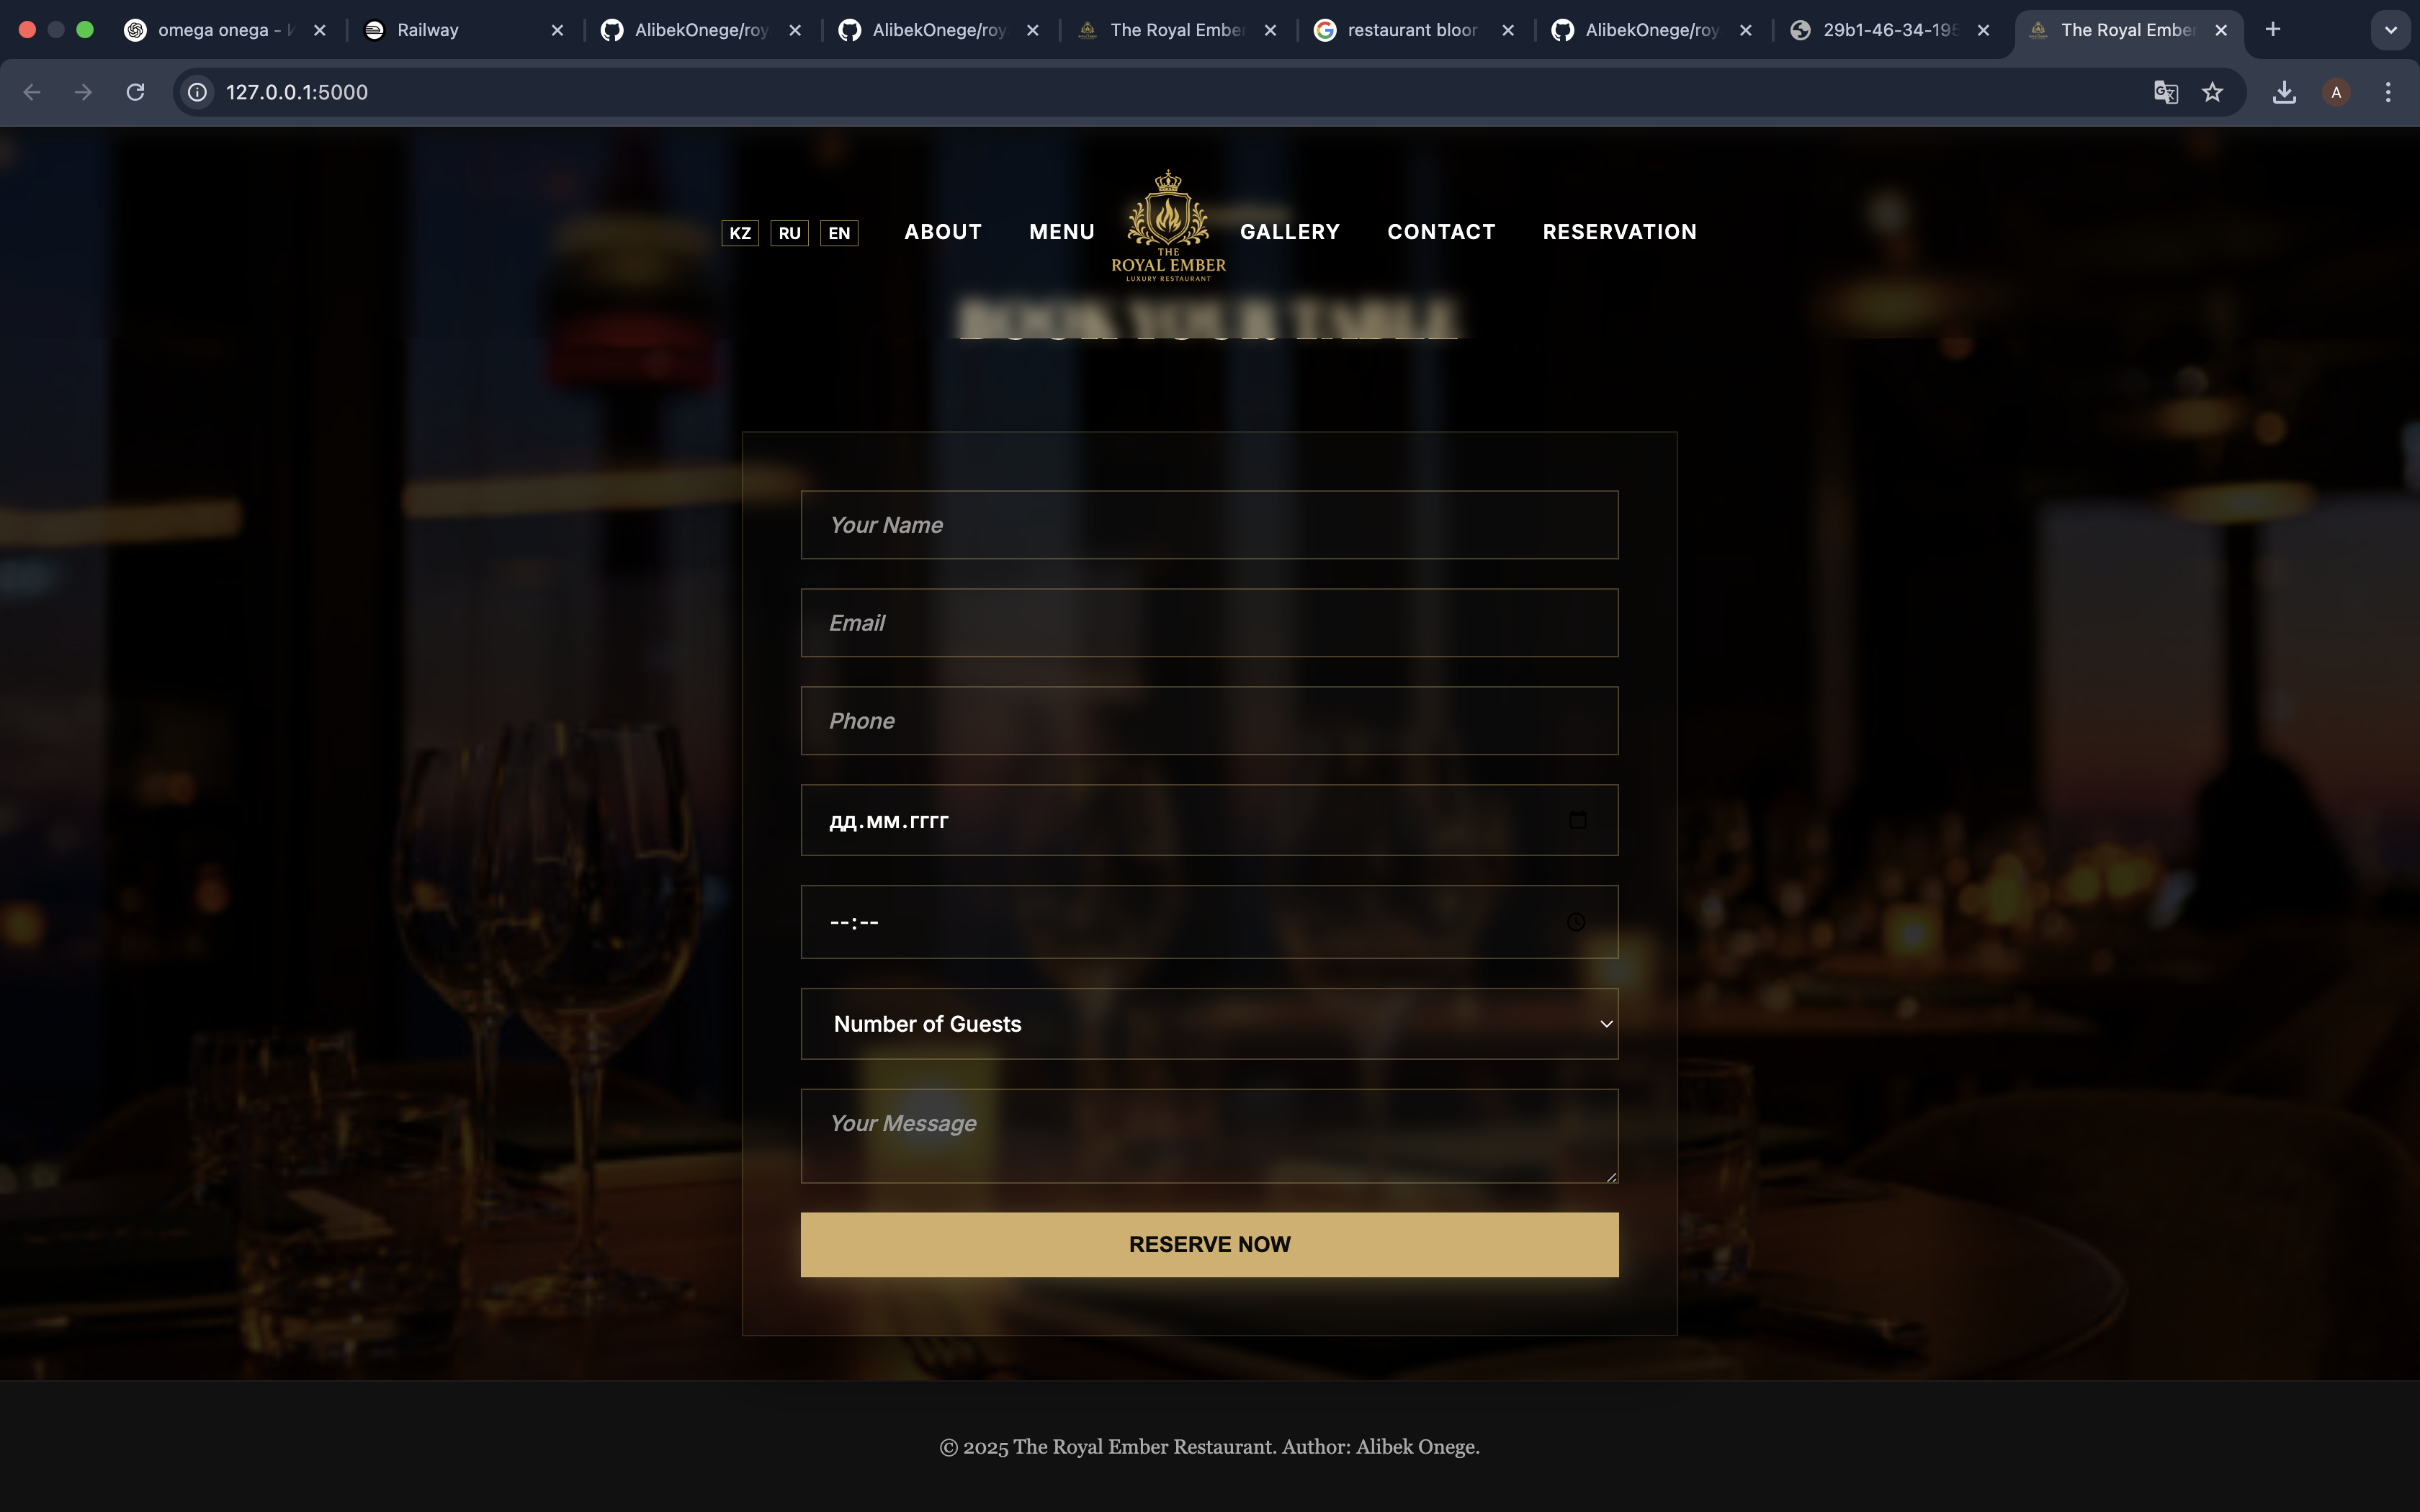 omega onega -
Railway
AlibekOnege/roy
AlibekOnege/roy
The Royal Ember
restaurant bloor
AlibekOnege/roy
29b1-46-34-195
The Royal Ember
127.0.0.1:5000
A
KZ RU EN ABOUT MENU GALLERY CONTACT RESERVATION
THE
ROYAL EMBER
LUXURY RESTAURANT
BOOK YOUR TABLE
Your Name
Email
Phone
дд.мм.гггг
--:--
Number of Guests
Your Message
RESERVE NOW
© 2025 The Royal Ember Restaurant. Author: Alibek Onege.